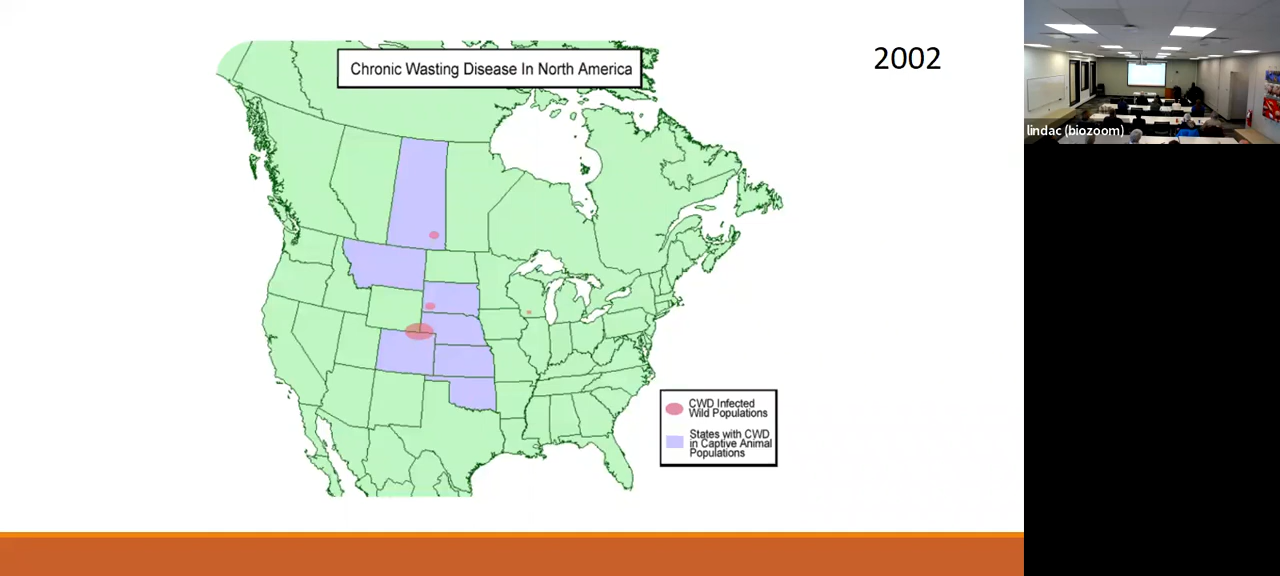 Chronic Wasting Disease In North America
2002
lindac (biozoom)
CWD Infected
Wild Populations
States with CWD
in Captive Animal
Populations